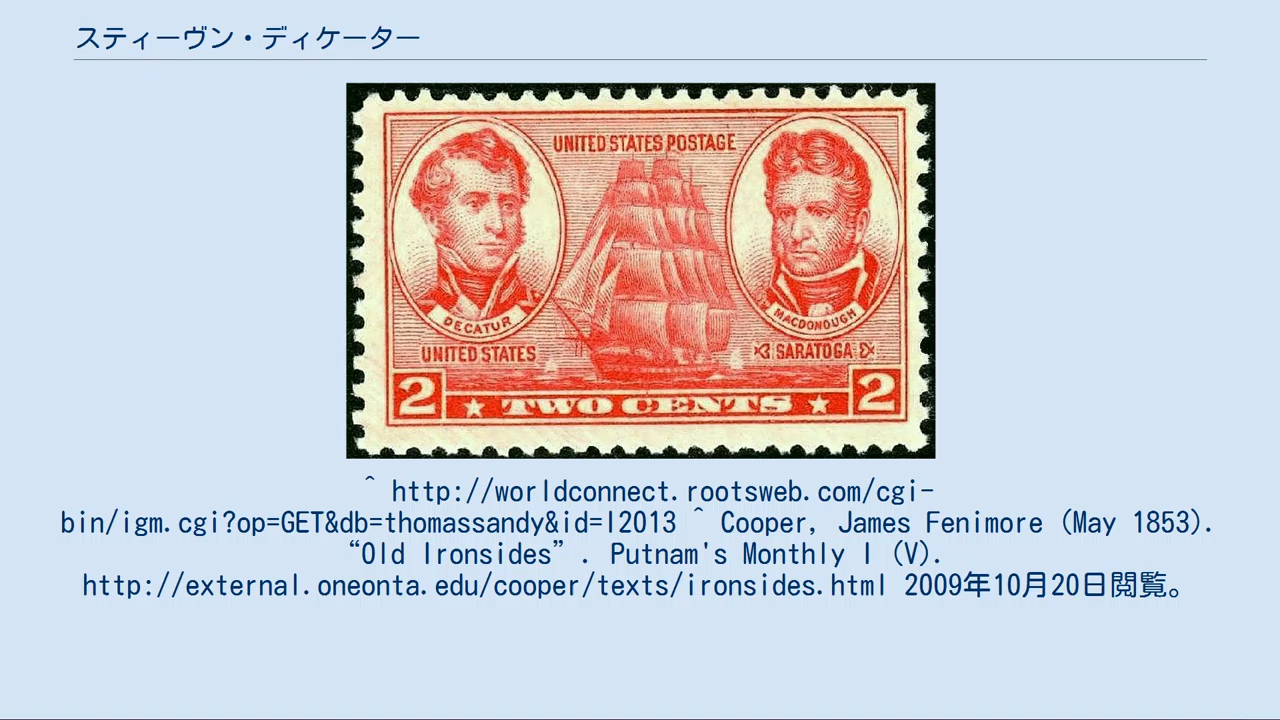 スティーヴン・ディケーター
UNITED STATES POSTAGE
DECATUR
MACDONOUGH
UNITED STATES
SARATOGA
2
TWO CENTS
2
^ http://worldconnect.rootsweb.com/cgi-
bin/igm.cgi?op=GET&db=thomassandy&id=I2013 ^ Cooper, James Fenimore (May 1853).
“Old Ironsides”. Putnam's Monthly I (V).
http://external.oneonta.edu/cooper/texts/ironsides.html 2009年10月20日閲覧。